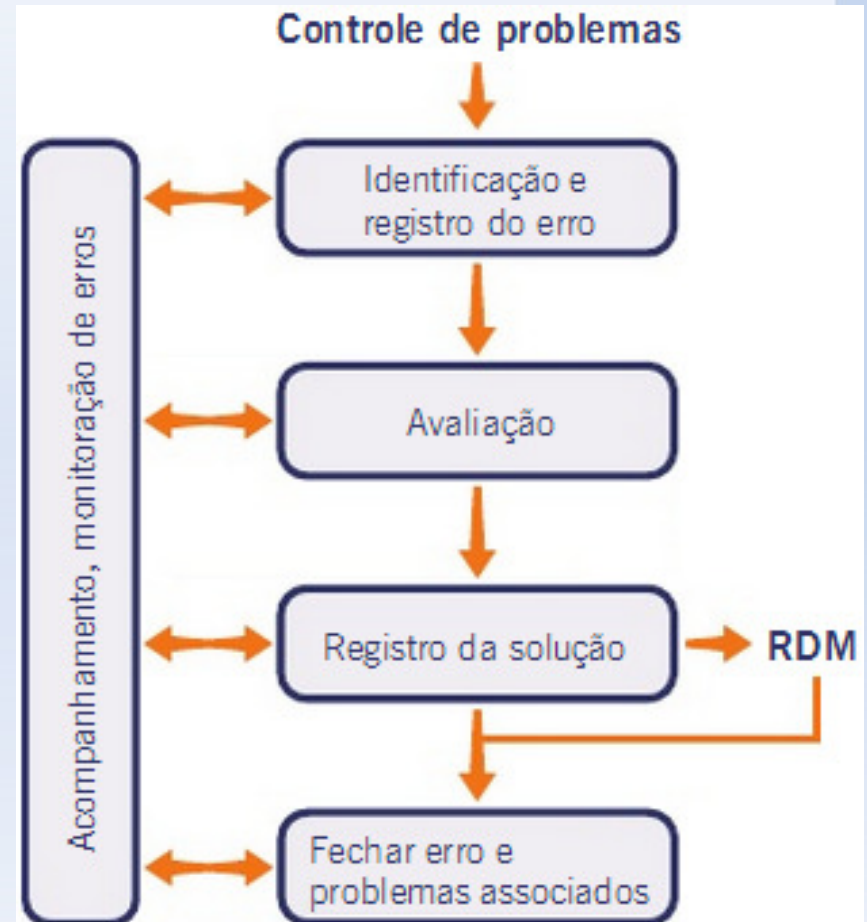 Controle de problemas
Identificação e
registro do erro
Acompanhamento, monitoração de erros
Avaliação
Registro da solução
RDM
Fechar erro e
problemas associados